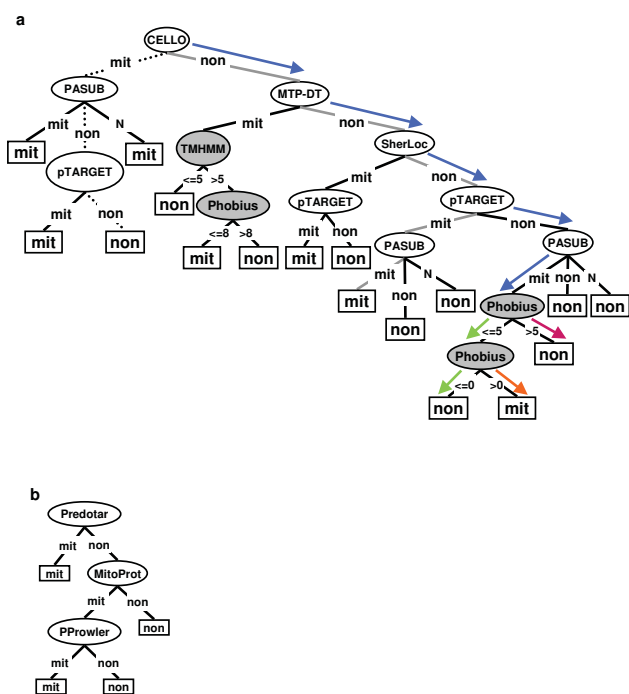 a
CELLO
mit non
PASUB MTP-DT
mit non N mit non
mit mit TMHMM SherLoc
pTARGET <=5 >5 mit non
non Phobius pTARGET pTARGET
mit non <=8 >8 mit non mit non
mit non mit non mit non PASUB PASUB
mit non N mit non N
mit non non Phobius non non
<=5 >5
Phobius non
<=0 >0
non mit
b
Predotar
mit non
mit MitoProt
mit non
PProwler non
mit non
mit non